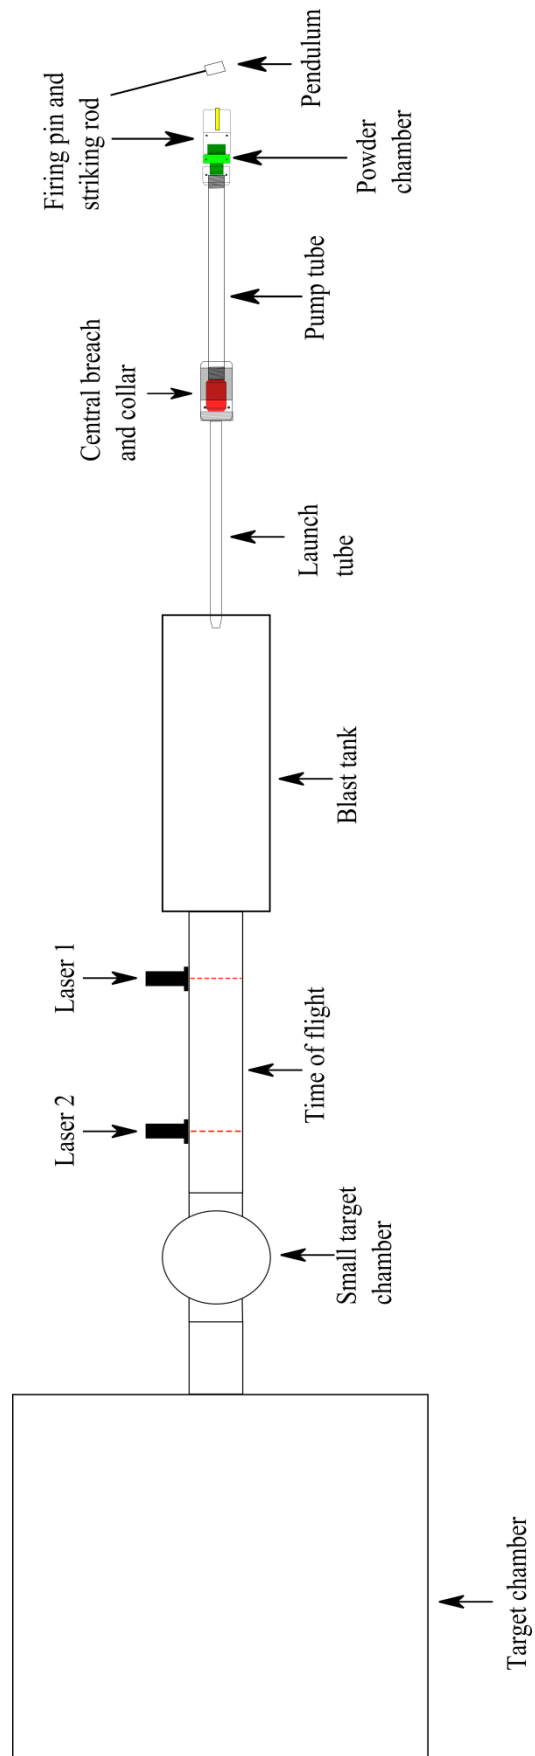 Firing pin and
striking rod
Pendulum
Powder
chamber
Pump tube
Central breach
and collar
Launch
tube
Blast tank
Laser 1
Time of flight
Laser 2
Small target
chamber
Target chamber